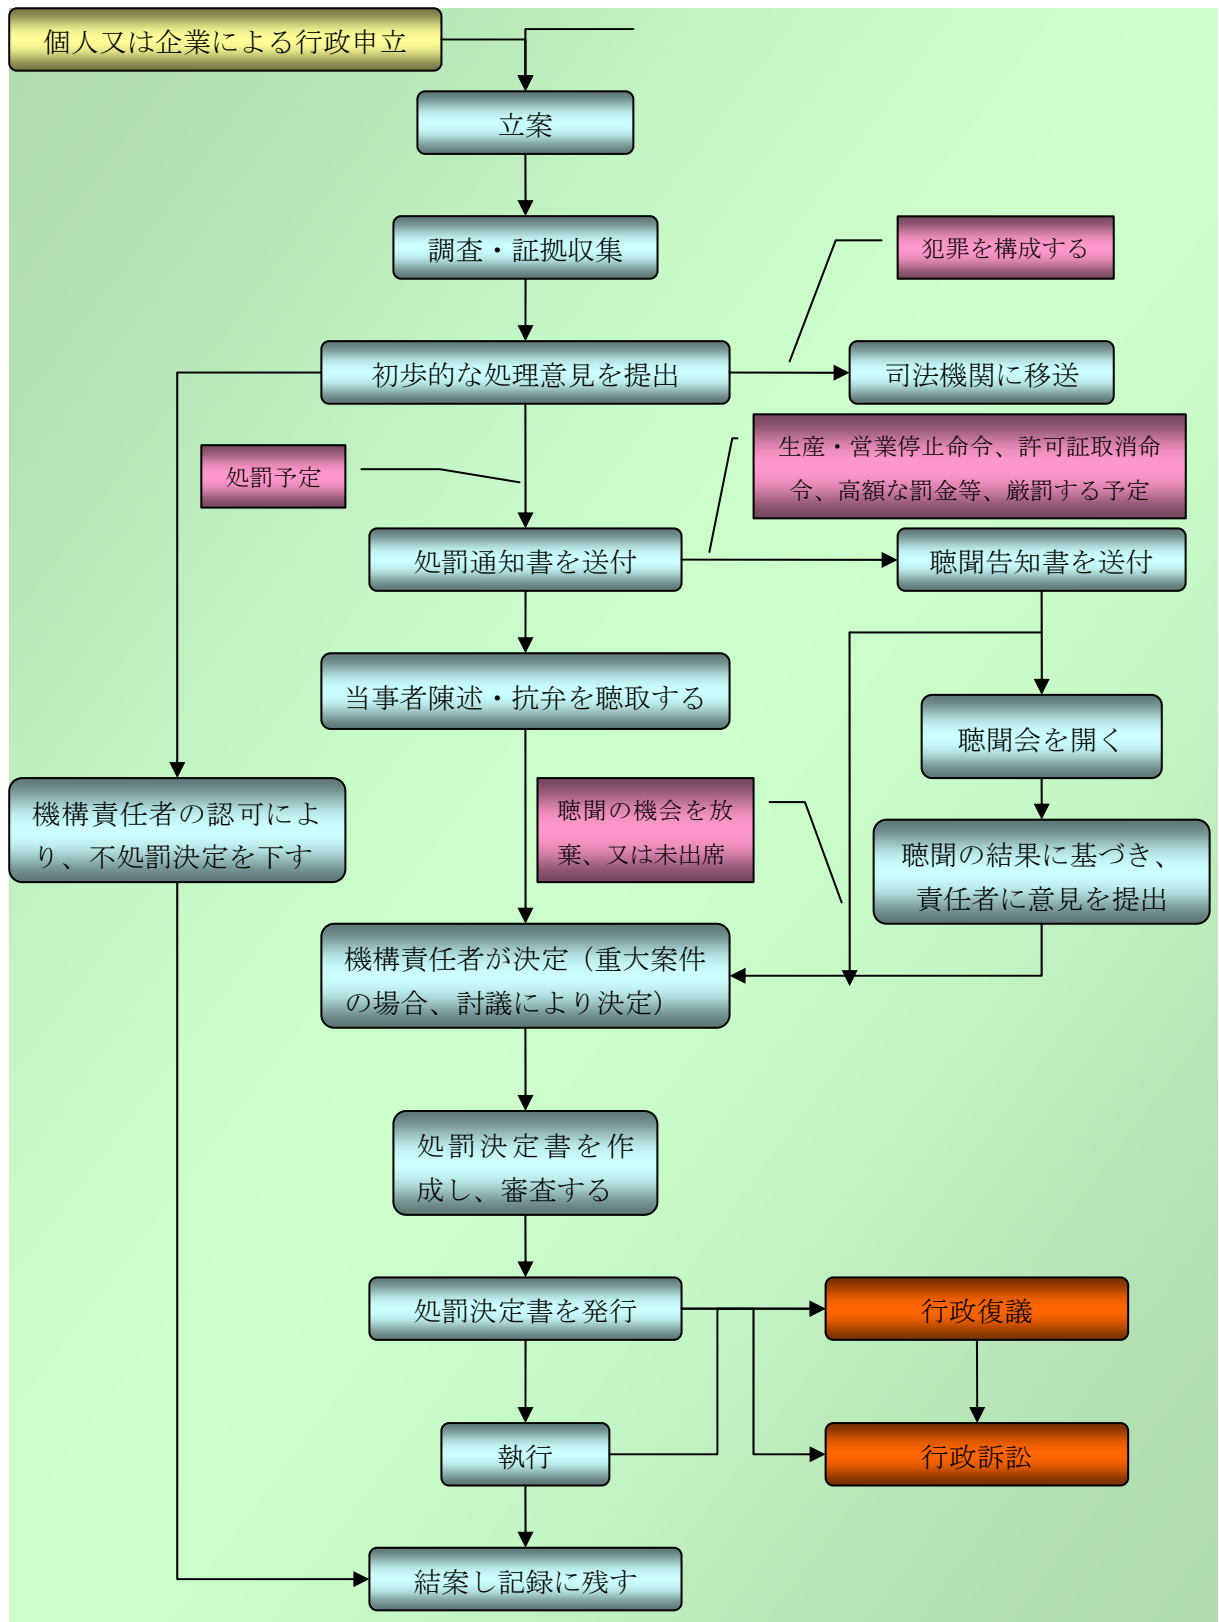 個人又は企業による行政申立
立案
調査・証拠収集
犯罪を構成する
初歩的な処理意見を提出
司法機関に移送
処罰予定
生産・営業停止命令、許可証取消命
令、高額な罰金等、厳罰する予定
処罰通知書を送付
聴聞告知書を送付
当事者陳述・抗弁を聴取する
聴聞会を開く
機構責任者の認可によ
り、不処罰決定を下す
聴聞の機会を放
棄、又は未出席
聴聞の結果に基づき、
責任者に意見を提出
機構責任者が決定（重大案件
の場合、討議により決定）
処罰決定書を作
成し、審査する
処罰決定書を発行
行政復議
執行
行政訴訟
結案し記録に残す